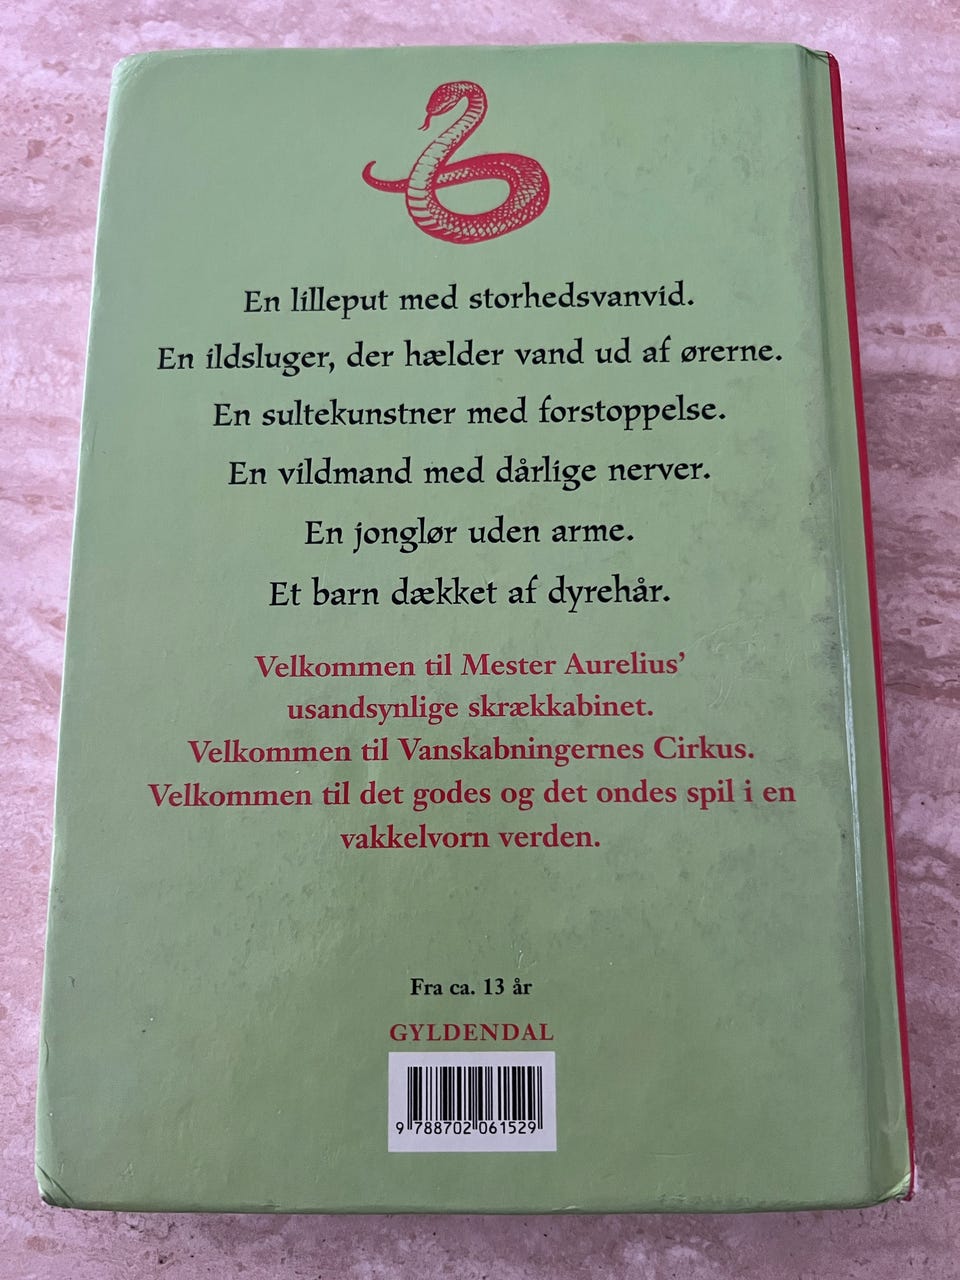 En lilleput med storhedsvanvid.
En ildsluger, der hælder vand ud af ørerne.
En sultekunstner med forstoppelse.
En vildmand med dårlige nerver.
En jonglør uden arme.
Et barn dækket af dyrehår.
Velkommen til Mester Aurelius’
usandsynlige skrækkabinet.
Velkommen til Vanskabningernes Cirkus.
Velkommen til det godes og det ondes spil i en
vakkelvorn verden.
Fra ca. 13 år
GYLDENDAL
9 788702 061529